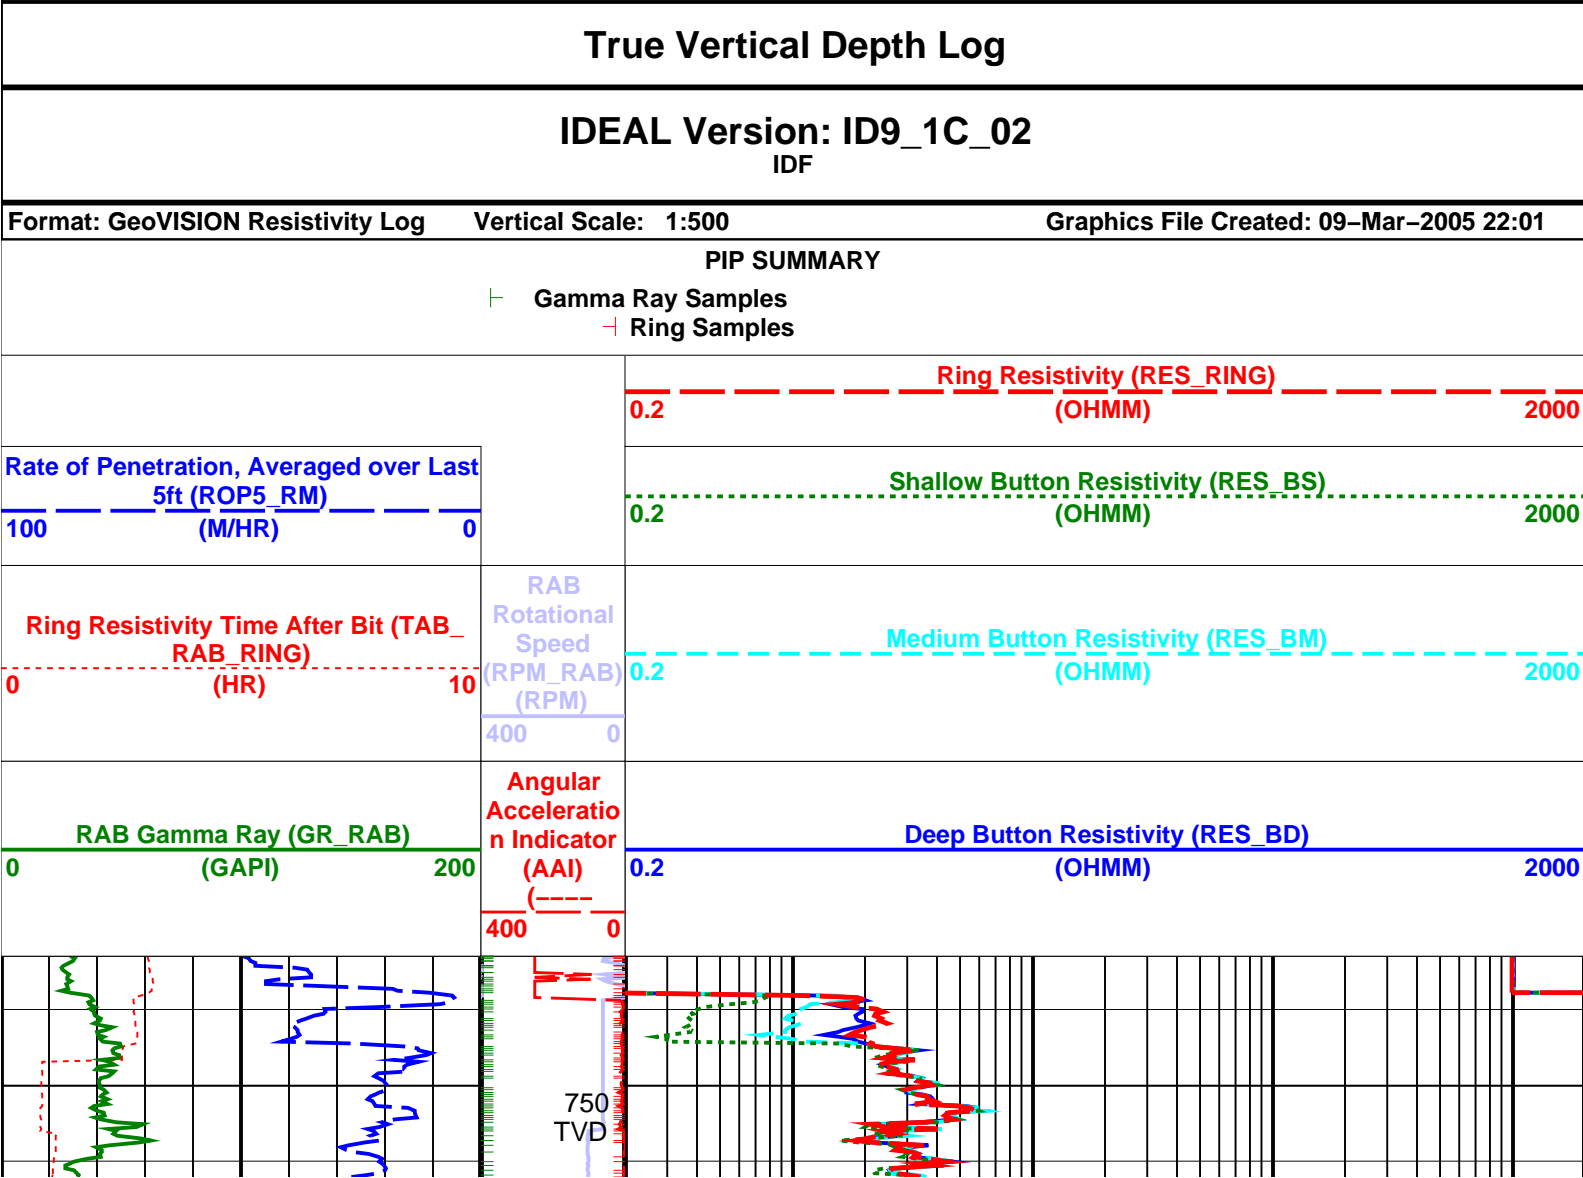 True Vertical Depth Log
IDEAL Version: ID9_1C_02
IDF
Format: GeoVISION Resistivity Log Vertical Scale: 1:500 Graphics File Created: 09–Mar–2005 22:01
PIP SUMMARY
Gamma Ray Samples
Ring Samples
Ring Resistivity (RES_RING)
0.2 (OHMM) 2000
Rate of Penetration, Averaged over Last
5ft (ROP5_RM)
100 (M/HR) 0
Shallow Button Resistivity (RES_BS)
0.2 (OHMM) 2000
Ring Resistivity Time After Bit (TAB_
RAB_RING)
0 (HR) 10
RAB
Rotational
Speed
(RPM_RAB)
(RPM)
400 0
Medium Button Resistivity (RES_BM)
0.2 (OHMM) 2000
RAB Gamma Ray (GR_RAB)
0 (GAPI) 200
Angular
Acceleratio
n Indicator
(AAI)
(––––
400 0
Deep Button Resistivity (RES_BD)
0.2 (OHMM) 2000
750
TVD